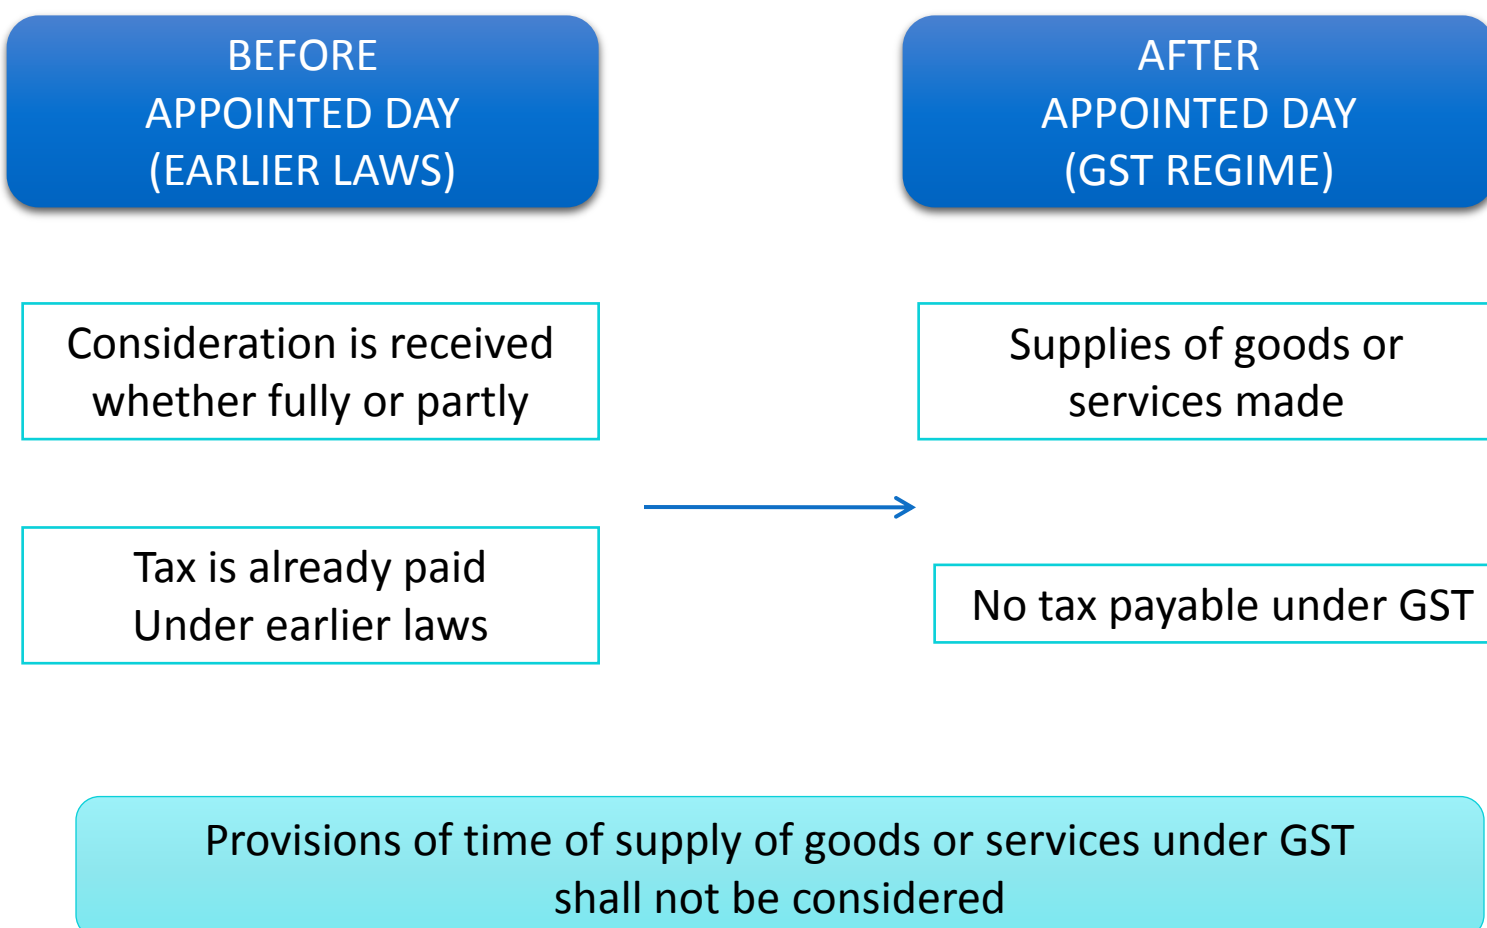 BEFORE
APPOINTED DAY
(EARLIER LAWS)
AFTER
APPOINTED DAY
(GST REGIME)
Consideration is received
whether fully or partly
Supplies of goods or
services made
Tax is already paid
Under earlier laws
No tax payable under GST
Provisions of time of supply of goods or services under GST
shall not be considered